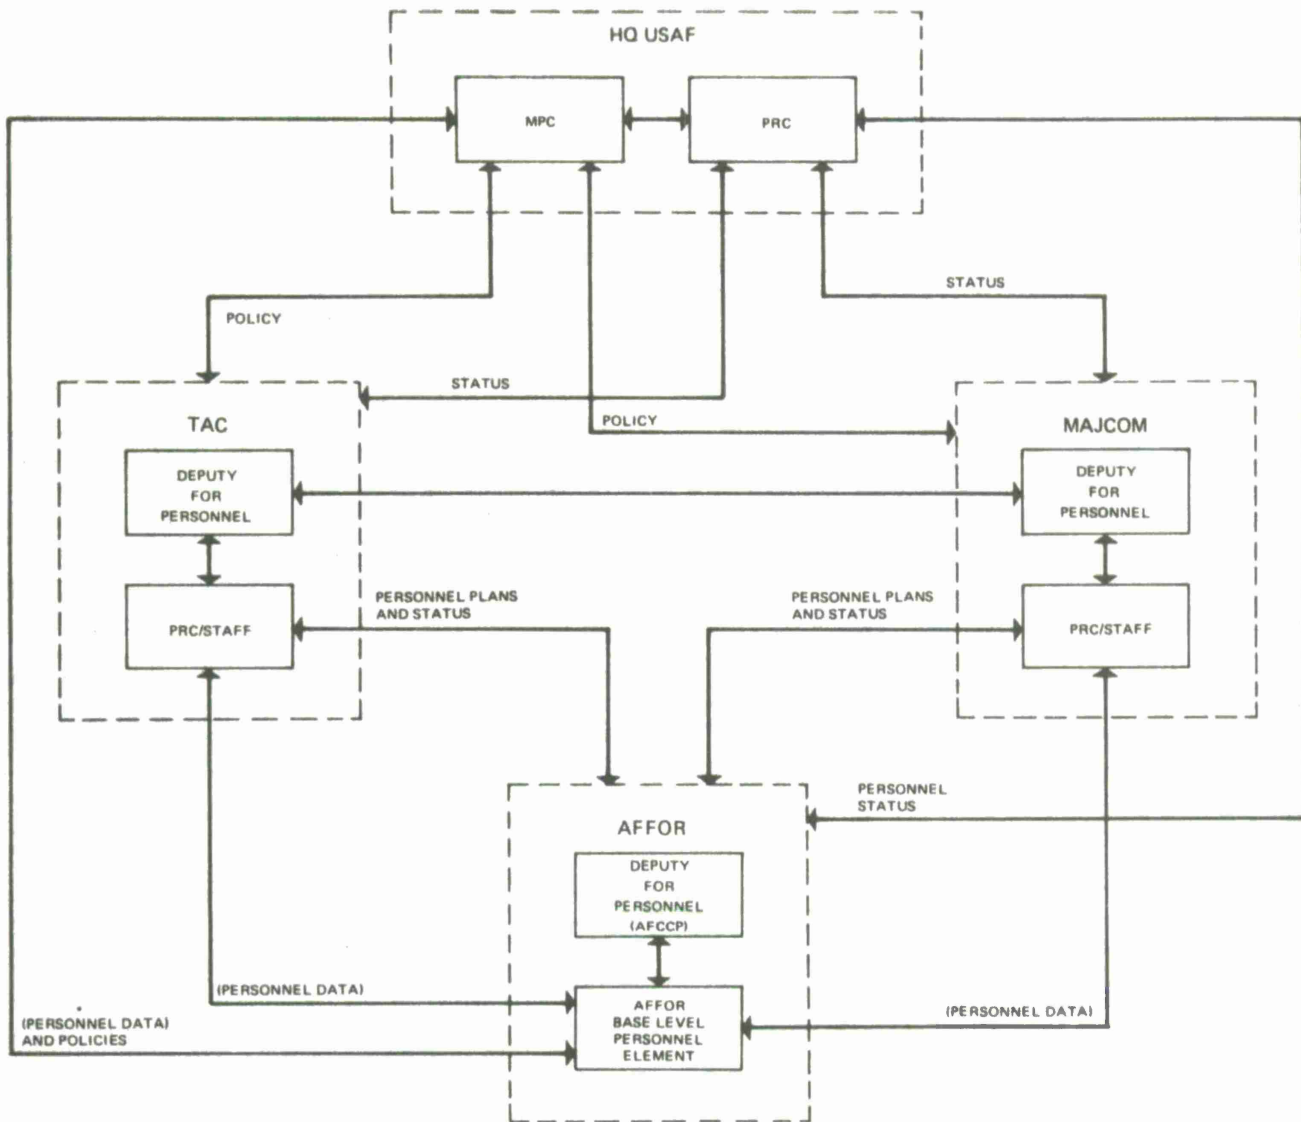 HQ USAF
MPC
PRC
STATUS
POLICY
STATUS
POLICY
TAC
MAJCOM
DEPUTY
FOR
PERSONNEL
DEPUTY
FOR
PERSONNEL
PERSONNEL PLANS
AND STATUS
PERSONNEL PLANS
AND STATUS
PRC/STAFF
PRC/STAFF
PERSONNEL
STATUS
AFFOR
DEPUTY
FOR
PERSONNEL
(AFCCP)
(PERSONNEL DATA)
AFFOR
BASE LEVEL
PERSONNEL
ELEMENT
(PERSONNEL DATA)
(PERSONNEL DATA)
AND POLICIES